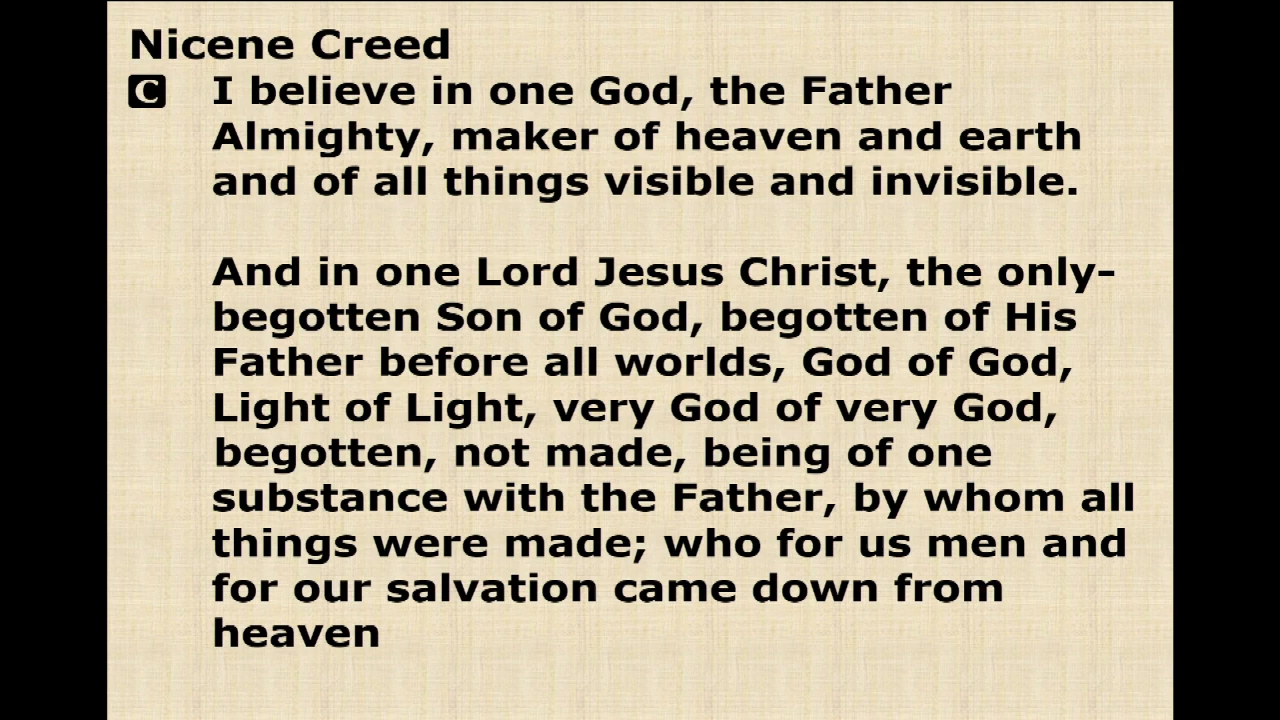 Nicene Creed
C I believe in one God, the Father
Almighty, maker of heaven and earth
and of all things visible and invisible.
And in one Lord Jesus Christ, the only-
begotten Son of God, begotten of His
Father before all worlds, God of God,
Light of Light, very God of very God,
begotten, not made, being of one
substance with the Father, by whom all
things were made; who for us men and
for our salvation came down from
heaven